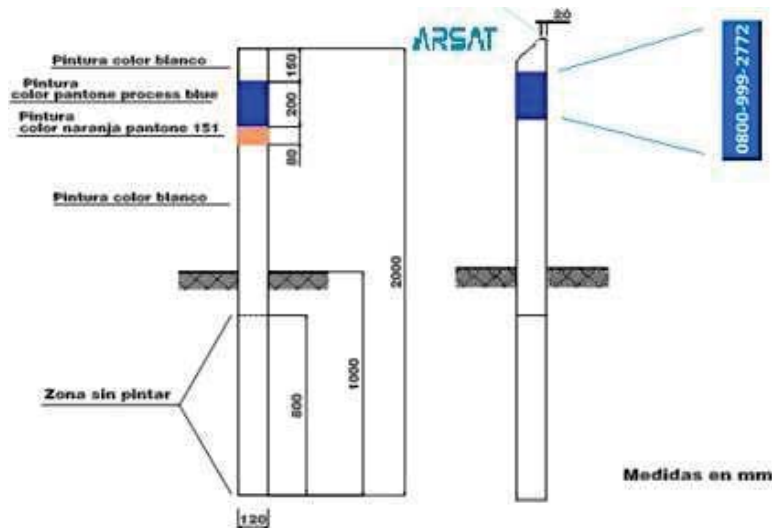 ARSAT
20
Pintura color blanco
150
Pintura
color pantone process blue
200
Pintura
color naranja pantone 151
80
0800-999-2772
Pintura color blanco
2000
1000
Zona sin pintar
800
Medidas en mm
120